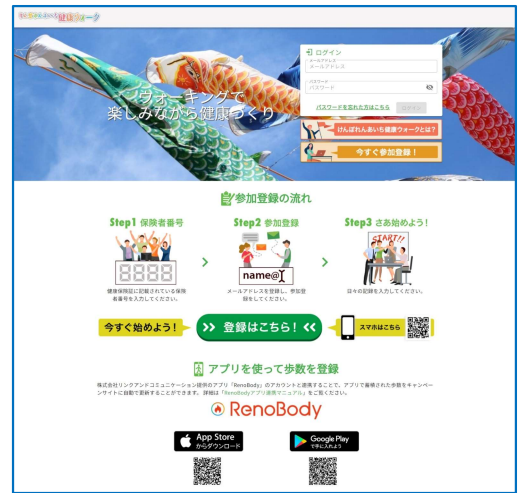 けんぽれんあいち健康ウォーク
ウォーキングで
楽しみながら健康づくり
ログイン
メールアドレス
メールアドレス
パスワード
パスワード
パスワードを忘れた方はこちら
ログイン
けんぽれんあいち健康ウォークとは?
今すぐ参加登録!
参加登録の流れ
Step1 保険者番号
Step2 参加登録
Step3 さあ始めよう!
START!!
8888
name@
健康保険証に記載されている保険
者番号を入力してください。
メールアドレスを登録し、参加登
録をしてください。
日々の記録を入力してください。
今すぐ始めよう!
>> 登録はこちら! <<
スマホはこちら
アプリを使って歩数を登録
株式会社リンクアンドコミュニケーション提供のアプリ「RenoBody」のアカウントと連携することで、アプリで蓄積された歩数をキャンペー
ンサイトに自動で更新することができます。 詳細は「RenoBodyアプリ連携マニュアル」をご覧ください。
RenoBody
App Store
からダウンロード
Google Play
で手に入れよう